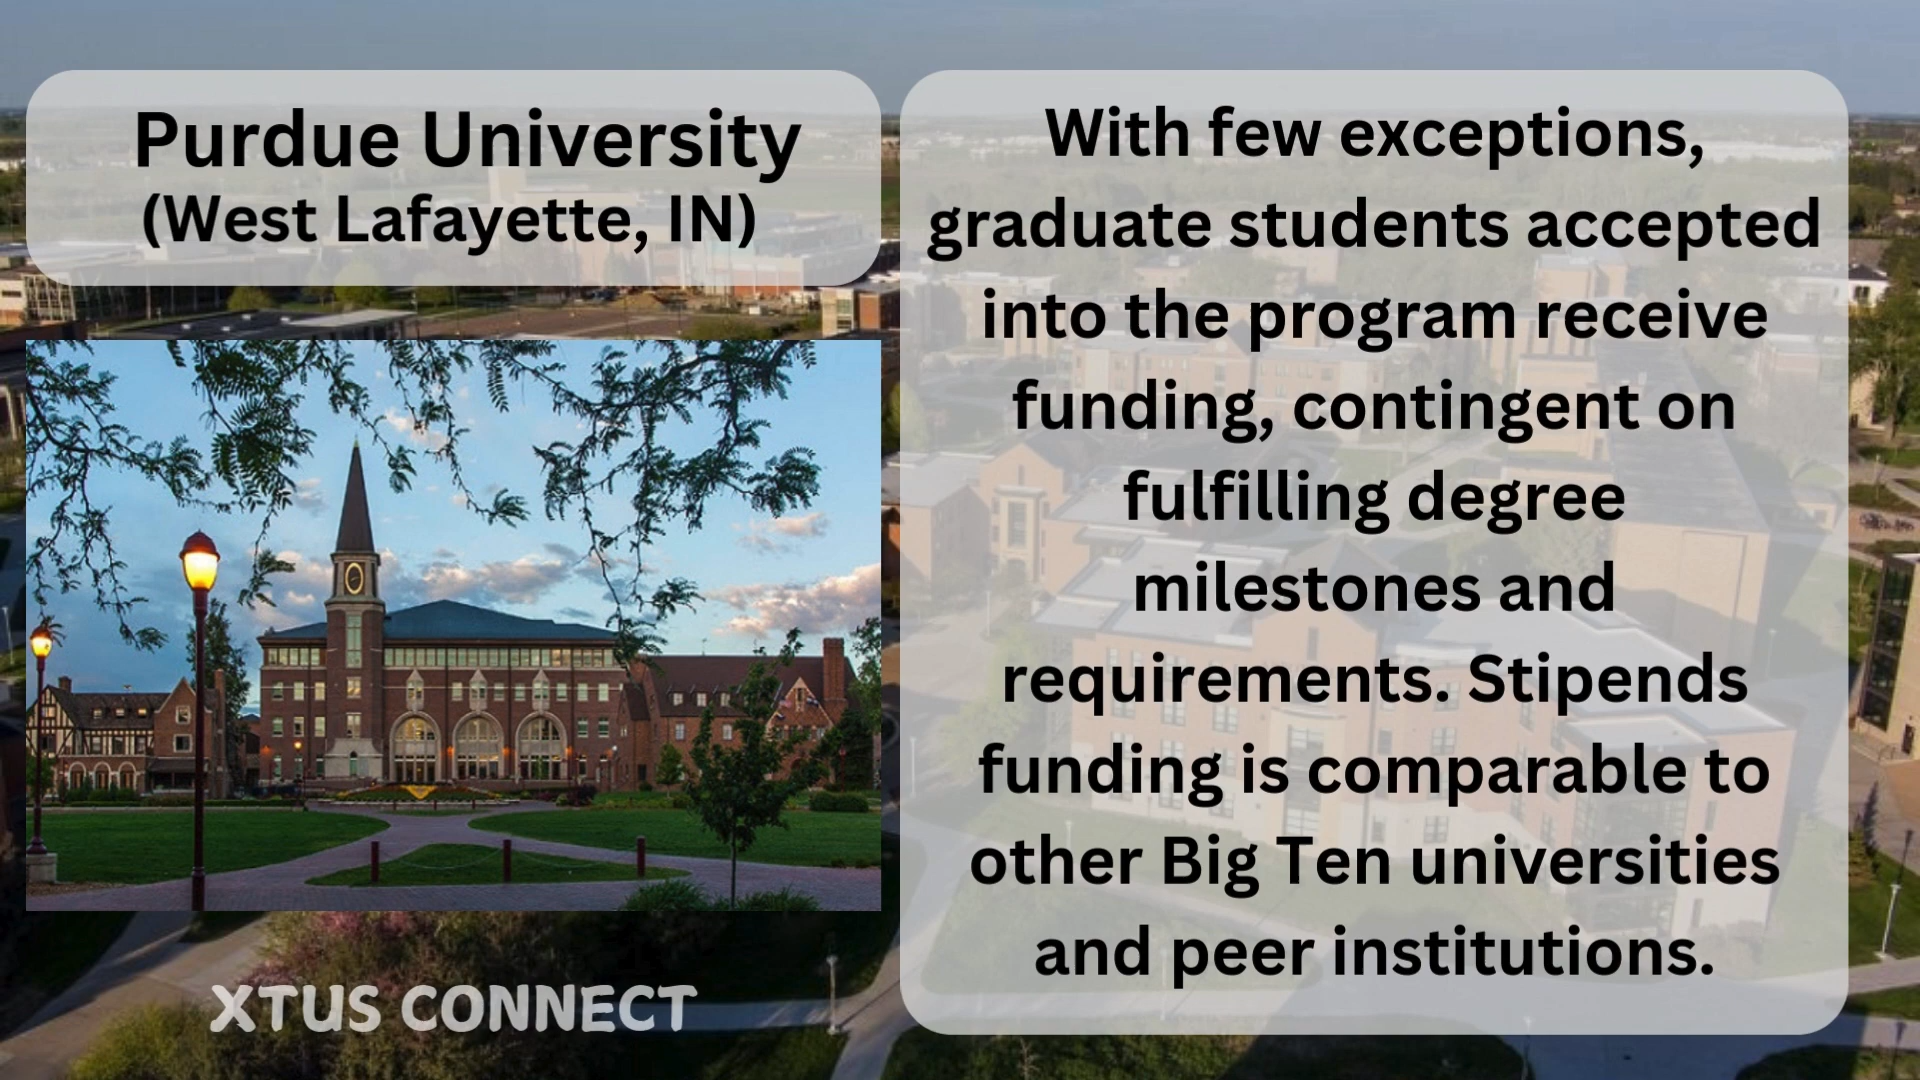 Purdue University
(West Lafayette, IN)
With few exceptions,
graduate students accepted
into the program receive
funding, contingent on
fulfilling degree
milestones and
requirements. Stipends
funding is comparable to
other Big Ten universities
and peer institutions.
XTUS CONNECT